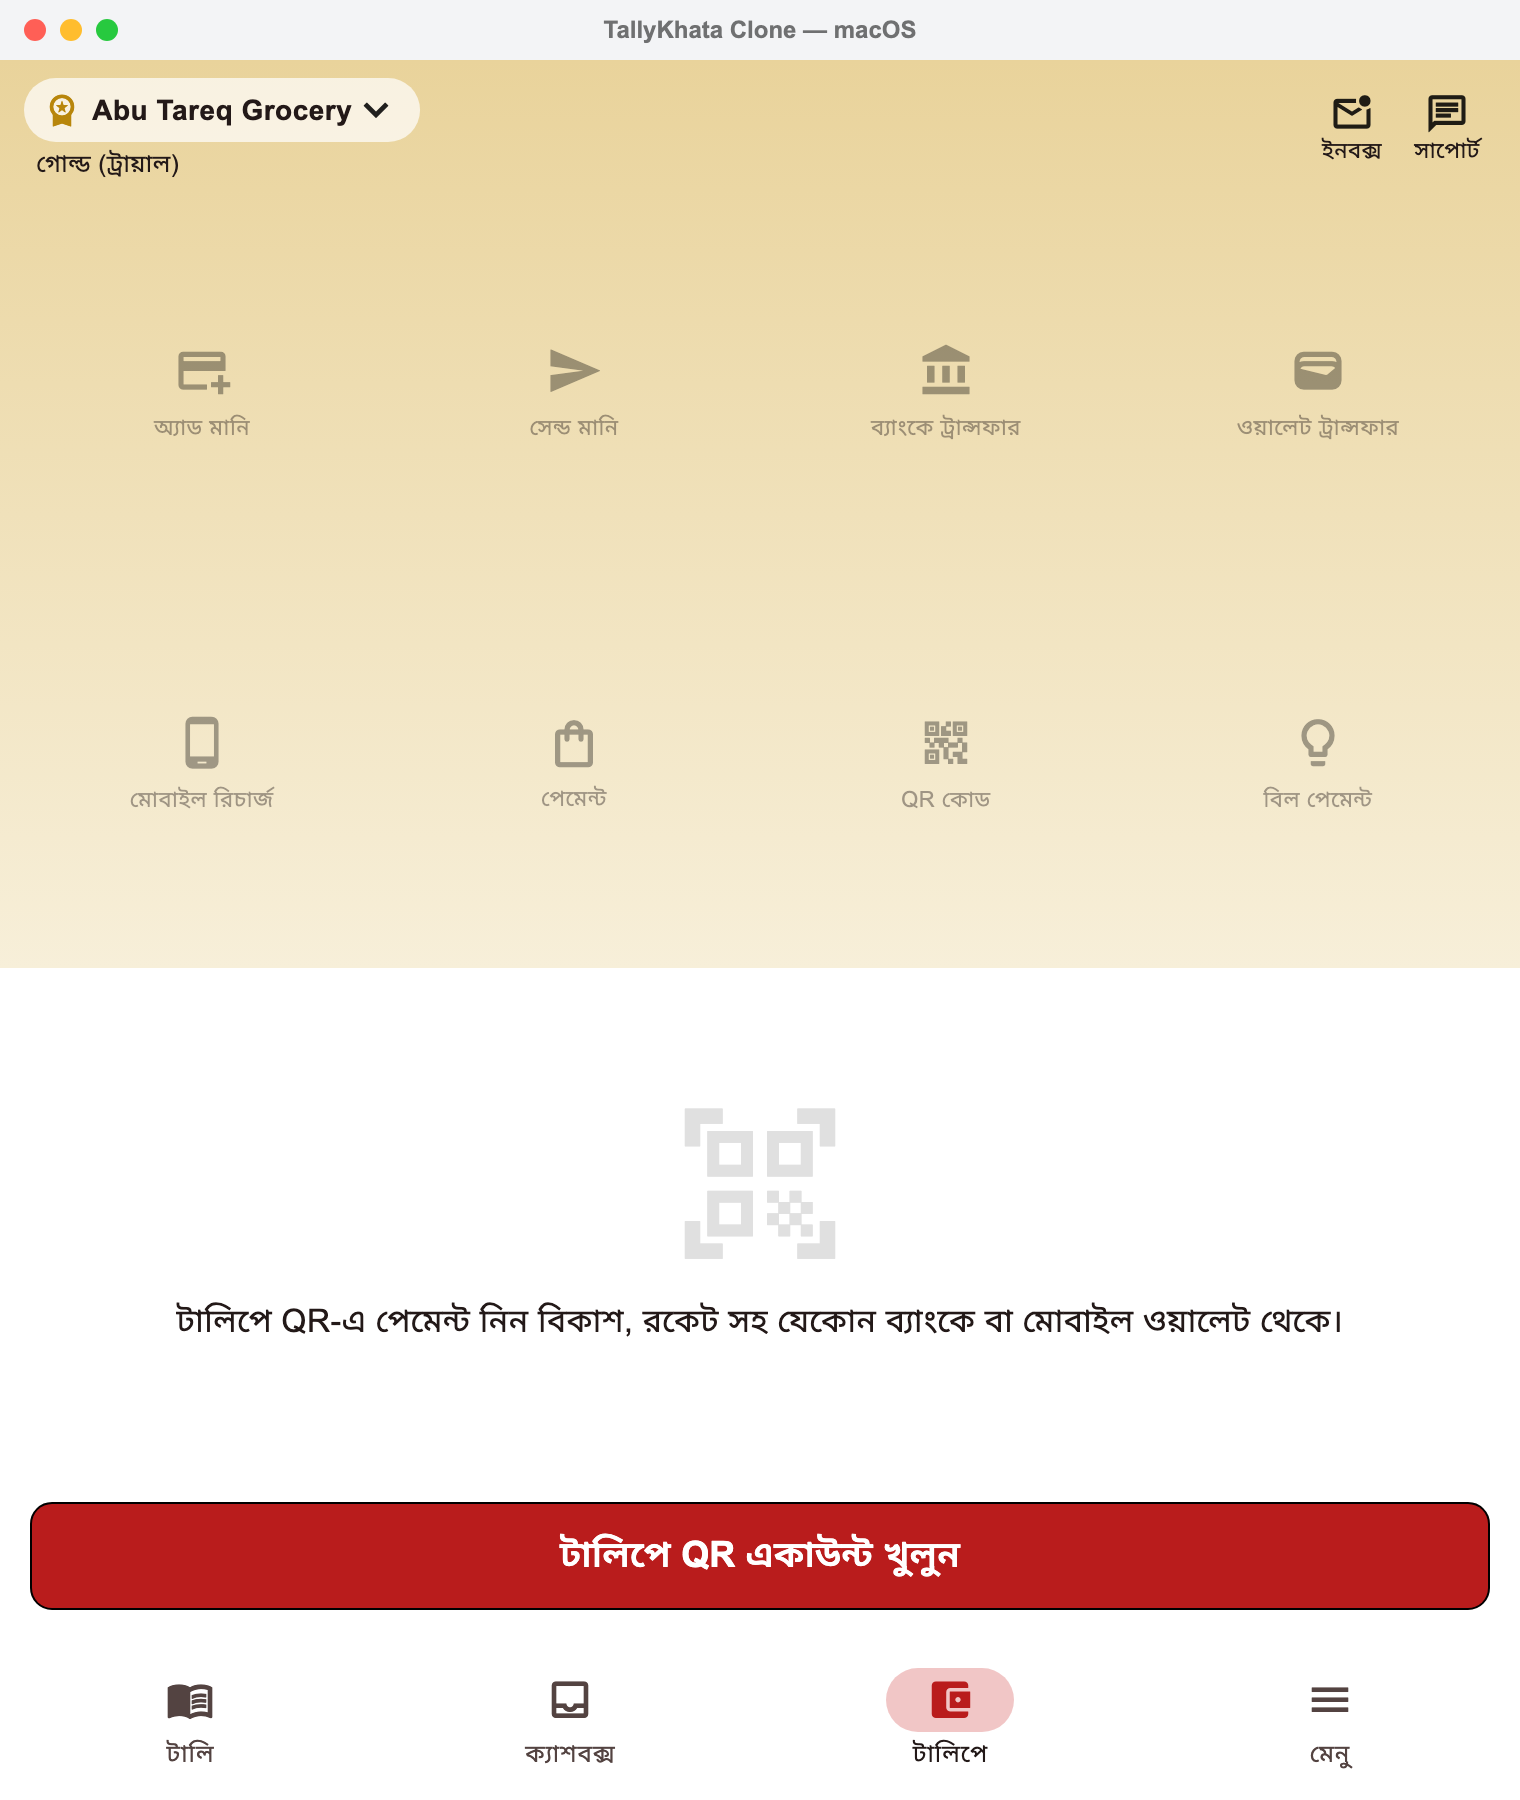 TallyKhata Clone — macOS
Abu Tareq Grocery
গোল্ড (ট্রায়াল)
ইনবক্স
সাপোর্ট
অ্যাড মানি
সেন্ড মানি
ব্যাংকে ট্রান্সফার
ওয়ালেট ট্রান্সফার
মোবাইল রিচার্জ
পেমেন্ট
QR কোড
বিল পেমেন্ট
টালিপে QR-এ পেমেন্ট নিন বিকাশ, রকেট সহ যেকোন ব্যাংকে বা মোবাইল ওয়ালেট থেকে।
টালিপে QR একাউন্ট খুলুন
টালি
ক্যাশবক্স
টালিপে
মেনু